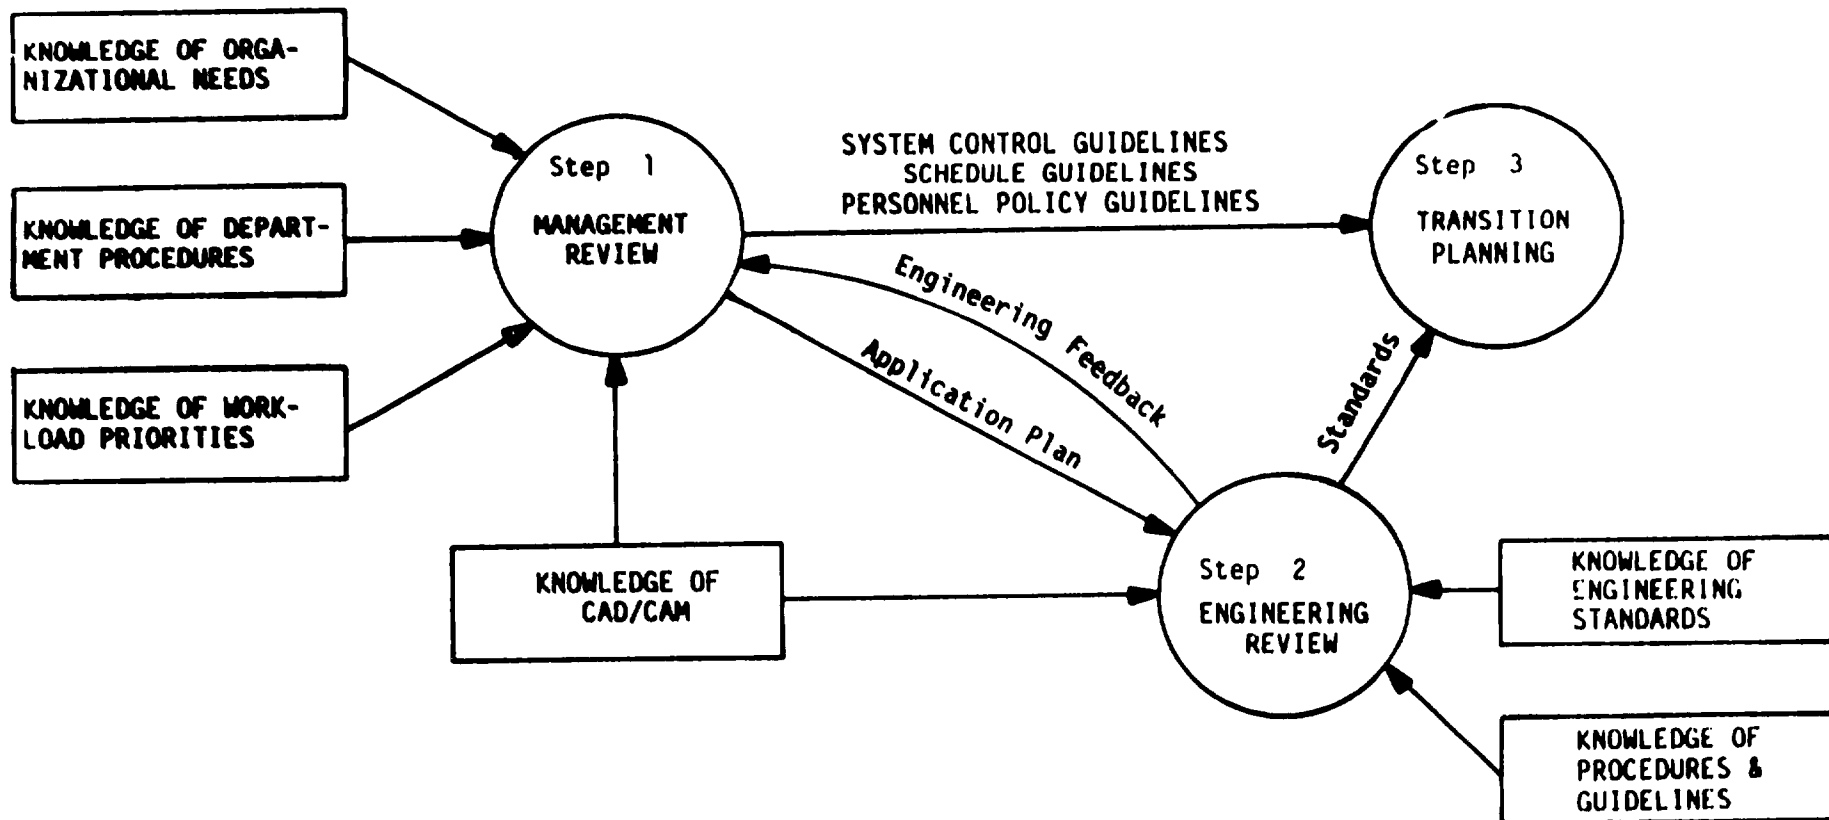 KNOWLEDGE OF ORGA-
NIZATIONAL NEEDS
KNOWLEDGE OF DEPART-
MENT PROCEDURES
KNOWLEDGE OF WORK-
LOAD PRIORITIES
Step 1
MANAGEMENT
REVIEW
SYSTEM CONTROL GUIDELINES
SCHEDULE GUIDELINES
PERSONNEL POLICY GUIDELINES
Step 3
TRANSITION
PLANNING
Engineering Feedback
Application Plan
Standards
KNOWLEDGE OF
CAD/CAM
Step 2
ENGINEERING
REVIEW
KNOWLEDGE OF
ENGINEERING
STANDARDS
KNOWLEDGE OF
PROCEDURES &
GUIDELINES